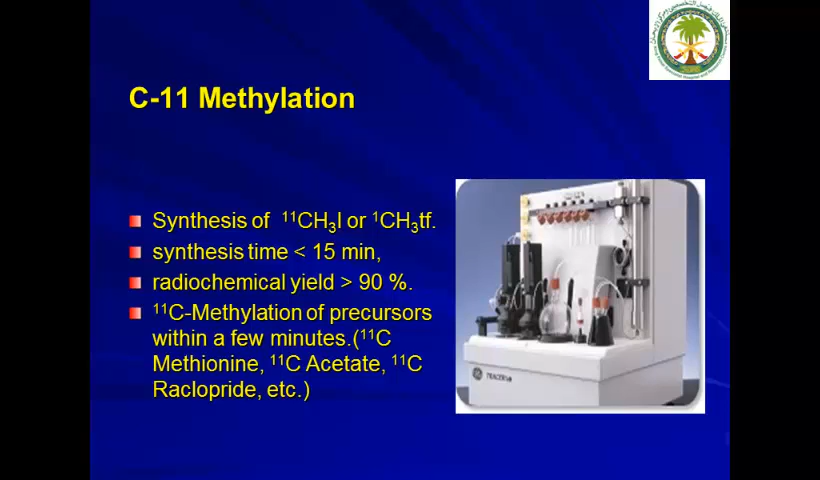 C-11 Methylation
Synthesis of ¹¹CH₃I or ¹CH₃tf.
synthesis time < 15 min,
radiochemical yield > 90 %.
¹¹C-Methylation of precursors
within a few minutes.(¹¹C
Methionine, ¹¹C Acetate, ¹¹C
Raclopride, etc.)